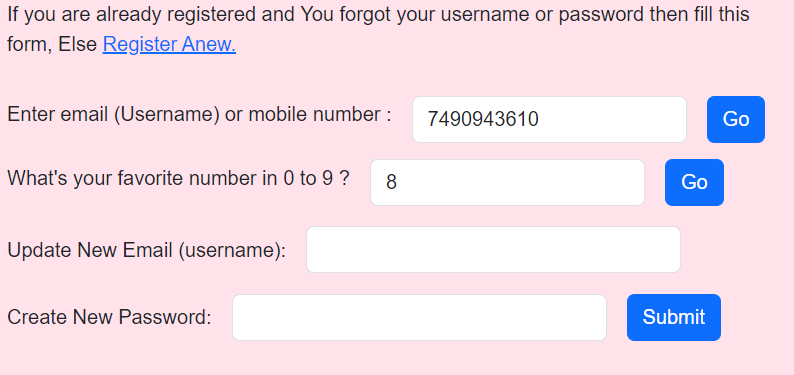 If you are already registered and You forgot your username or password then fill this
form, Else Register Anew.
Enter email (Username) or mobile number : 7490943610 Go
What's your favorite number in 0 to 9 ? 8 Go
Update New Email (username):
Create New Password: Submit